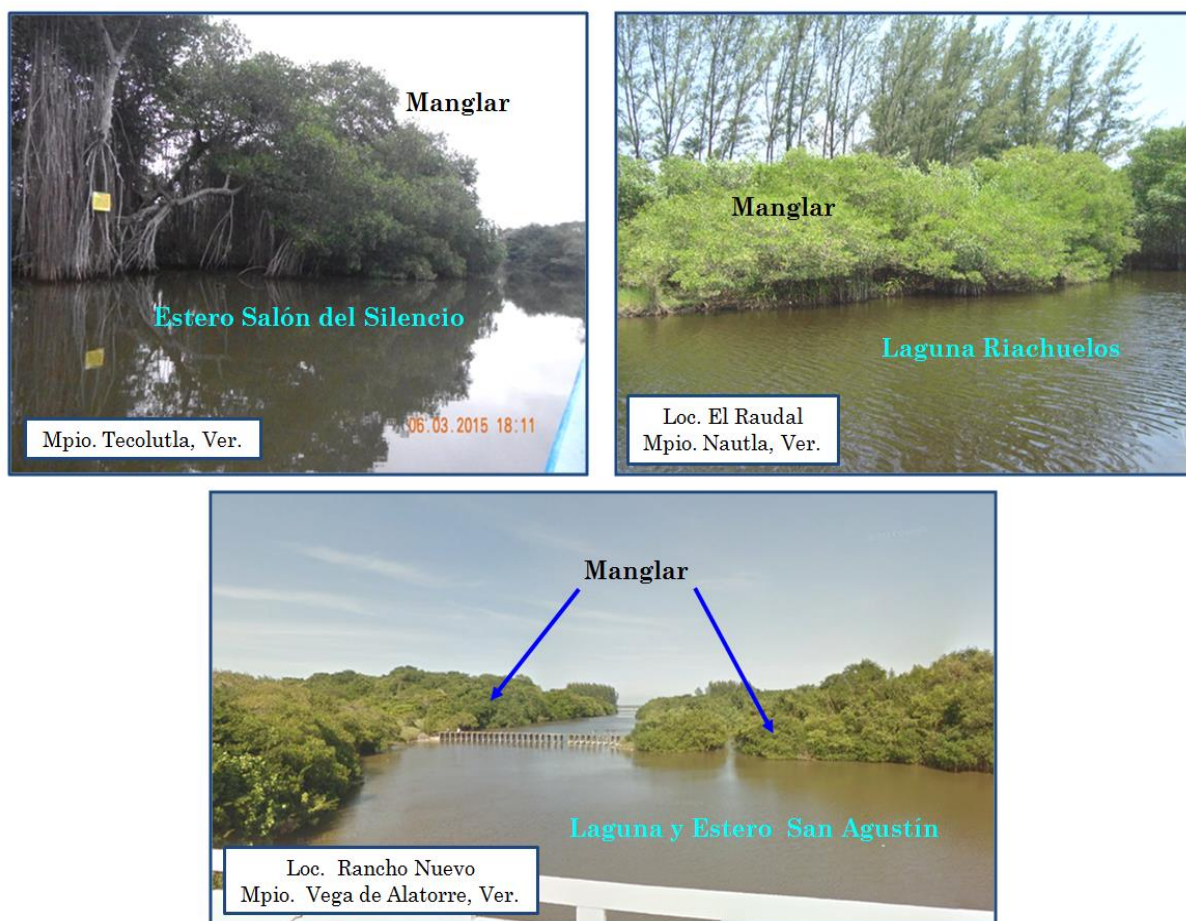 Manglar
Estero Salón del Silencio
06.03.2015 18:11
Mpio. Tecolutla, Ver.
Manglar
Laguna Riachuelos
Loc. El Raudal
Mpio. Nautla, Ver.
Manglar
Laguna y Estero San Agustín
Loc. Rancho Nuevo
Mpio. Vega de Alatorre, Ver.